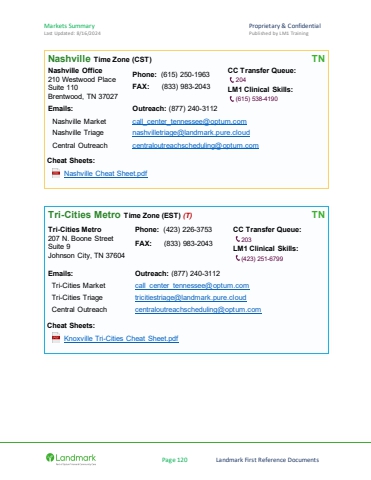 Markets Summary Proprietary & Confidential
Last Updated: 8/16/2024 Published by LML Training
Nashville Time Zone (CST) TN
Nashville Office Phone: (615) 250-1963 CC Transfer Queue:
210 Westwood Place 204
Suite 110 FAX: (833) 983-2043 LM1 Clinical Skills:
Brentwood, TN 37027 (615) 538-4190
Emails: Outreach: (877) 240-3112
Nashville Market call_center_tennessee@optum.com
Nashville Triage nashvilletriage@landmark.pure.cloud
Central Outreach centraloutreachscheduling@optum.com
Cheat Sheets:
Nashville Cheat Sheet.pdf
Tri-Cities Metro Time Zone (EST) (T) TN
Tri-Cities Metro Phone: (423) 226-3753 CC Transfer Queue:
207 N. Boone Street 203
Suite 9 FAX: (833) 983-2043 LM1 Clinical Skills:
Johnson City, TN 37604 (423) 251-6799
Emails: Outreach: (877) 240-3112
Tri-Cities Market call_center_tennessee@optum.com
Tri-Cities Triage tricitiestriage@landmark.pure.cloud
Central Outreach centraloutreachscheduling@optum.com
Cheat Sheets:
Knoxville Tri-Cities Cheat Sheet.pdf
Landmark Page 120 Landmark First Reference Documents